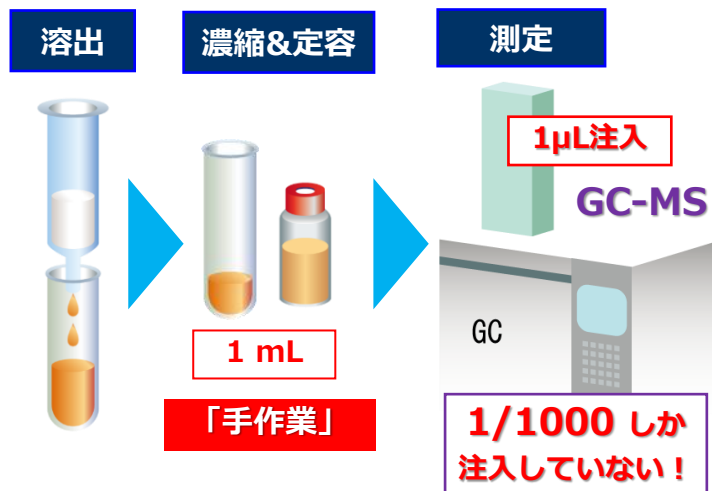 溶出
濃縮&定容
測定
1μL注入
GC-MS
GC
1 mL
「手作業」
1/1000 しか
注入していない！